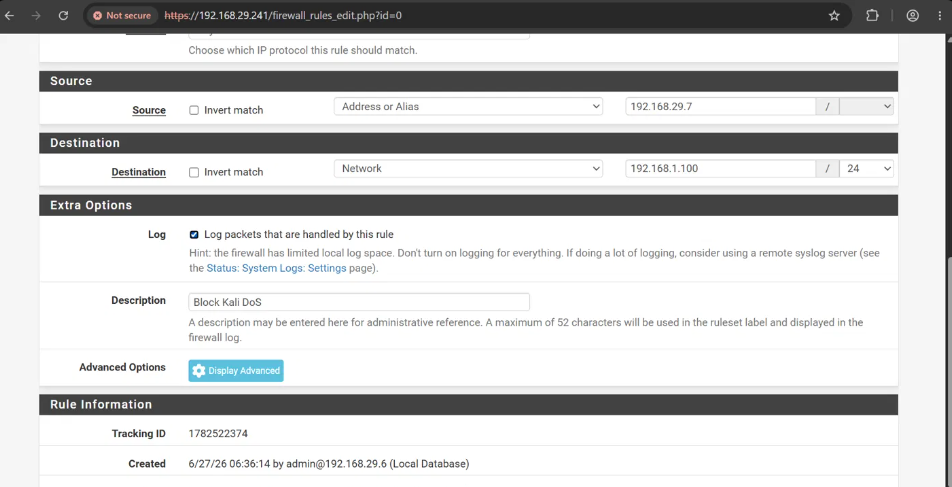 Not secure https://192.168.29.241/firewall_rules_edit.php?id=0
Choose which IP protocol this rule should match.
Source
Source Invert match Address or Alias 192.168.29.7 /
Destination
Destination Invert match Network 192.168.1.100 / 24
Extra Options
Log Log packets that are handled by this rule
Hint: the firewall has limited local log space. Don't turn on logging for everything. If doing a lot of logging, consider using a remote syslog server (see
the Status: System Logs: Settings page).
Description Block Kali DoS
A description may be entered here for administrative reference. A maximum of 52 characters will be used in the ruleset label and displayed in the
firewall log.
Advanced Options Display Advanced
Rule Information
Tracking ID 1782522374
Created 6/27/26 06:36:14 by admin@192.168.29.6 (Local Database)